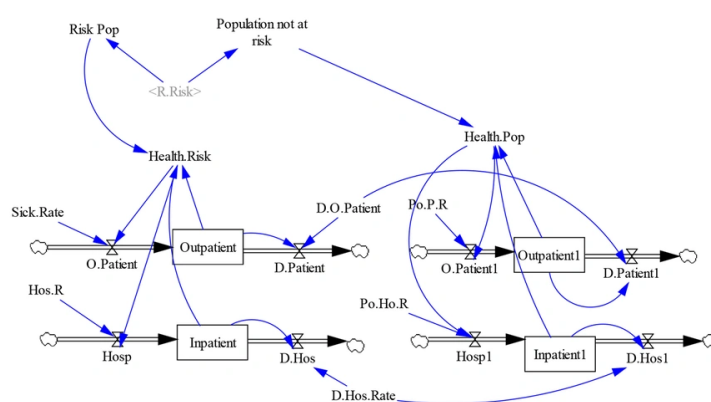 Risk Pop
Population not at
risk
<R.Risk>
Health.Risk
Health.Pop
Sick.Rate
D.O.Patient
Po.P.R
Outpatient
Outpatient1
O.Patient
D.Patient
O.Patient1
D.Patient1
Hos.R
Po.Ho.R
Inpatient
Inpatient1
Hosp
D.Hos
Hosp1
D.Hos1
D.Hos.Rate